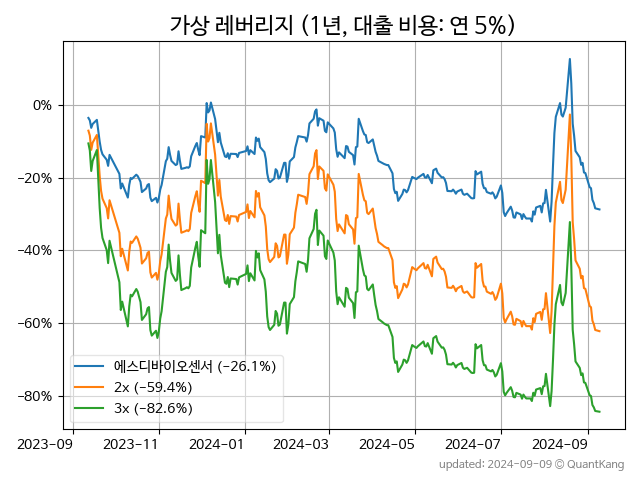 가상 레버리지 (1년, 대출 비용: 연 5%)
0%
−20%
−40%
−60%
−80%
에스디바이오센서 (−26.1%)
2x (−59.4%)
3x (−82.6%)
2023-09 2023-11 2024-01 2024-03 2024-05 2024-07 2024-09
updated: 2024-09-09 © QuantKang